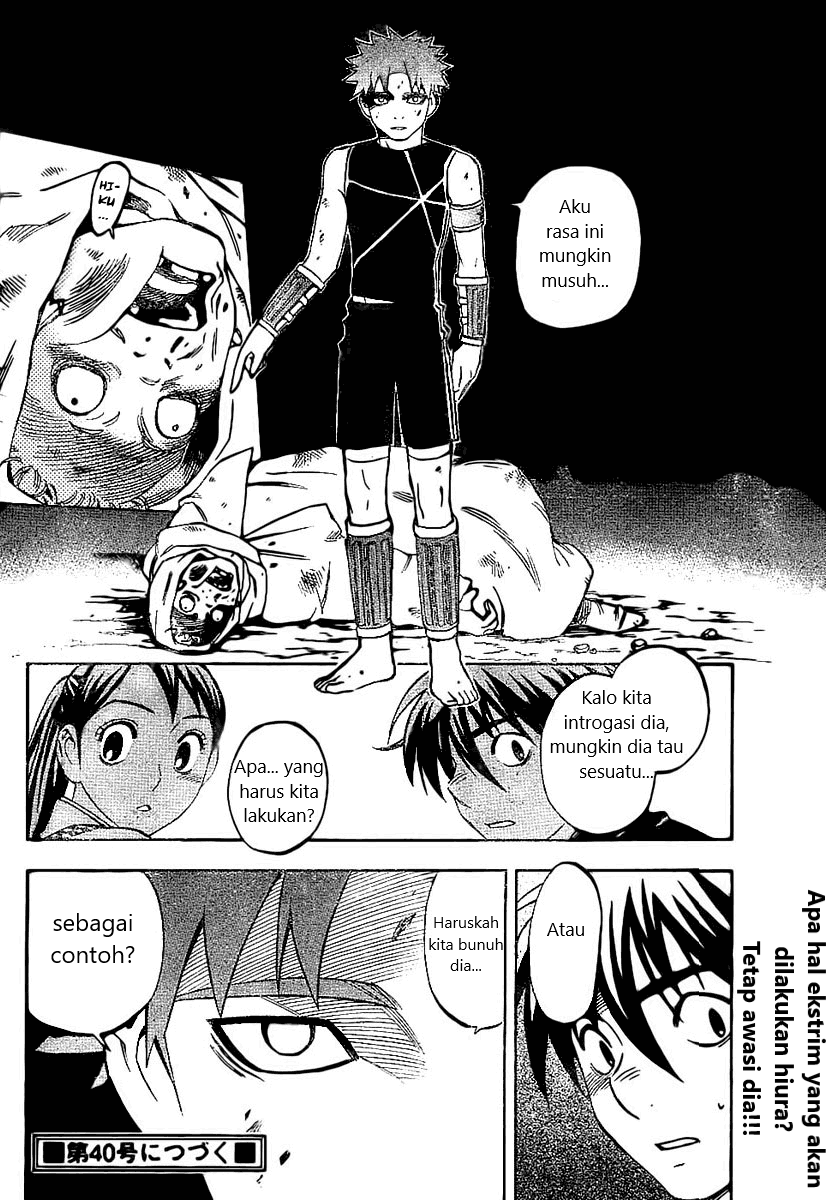 Aku
rasa ini
mungkin
musuh...
HI-
KU
...
Kalo kita
introgasi dia,
mungkin dia tau
sesuatu...
Apa... yang
harus kita
lakukan?
Atau
Haruskah
kita bunuh
dia...
sebagai
contoh?
Apa hal ekstrim yang akan
dilakukan hiura?
Tetap awasi dia!!!
■第40号につづく■